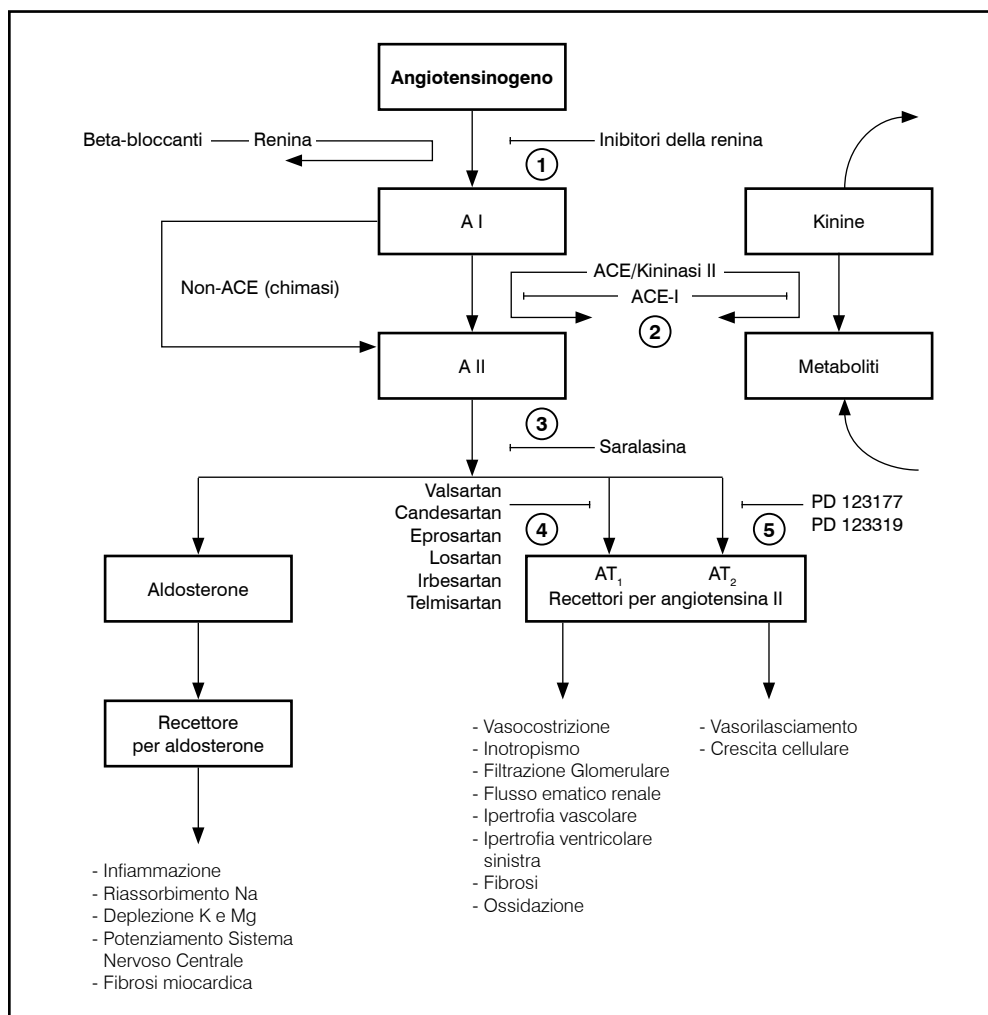 Angiotensinogeno
Beta-bloccanti
Renina
Inibitori della renina
1
A I
Kinine
Non-ACE (chimasi)
ACE/Kininasi II
ACE-I
2
A II
Metaboliti
3
Saralasina
Valsartan
Candesartan
Eprosartan
Losartan
Irbesartan
Telmisartan
4
5
PD 123177
PD 123319
Aldosterone
AT₁
AT₂
Recettori per angiotensina II
Recettore
per aldosterone
- Vasocostrizione
- Inotropismo
- Filtrazione Glomerulare
- Flusso ematico renale
- Ipertrofia vascolare
- Ipertrofia ventricolare
sinistra
- Fibrosi
- Ossidazione
- Vasorilasciamento
- Crescita cellulare
- Infiammazione
- Riassorbimento Na
- Deplezione K e Mg
- Potenziamento Sistema
Nervoso Centrale
- Fibrosi miocardica